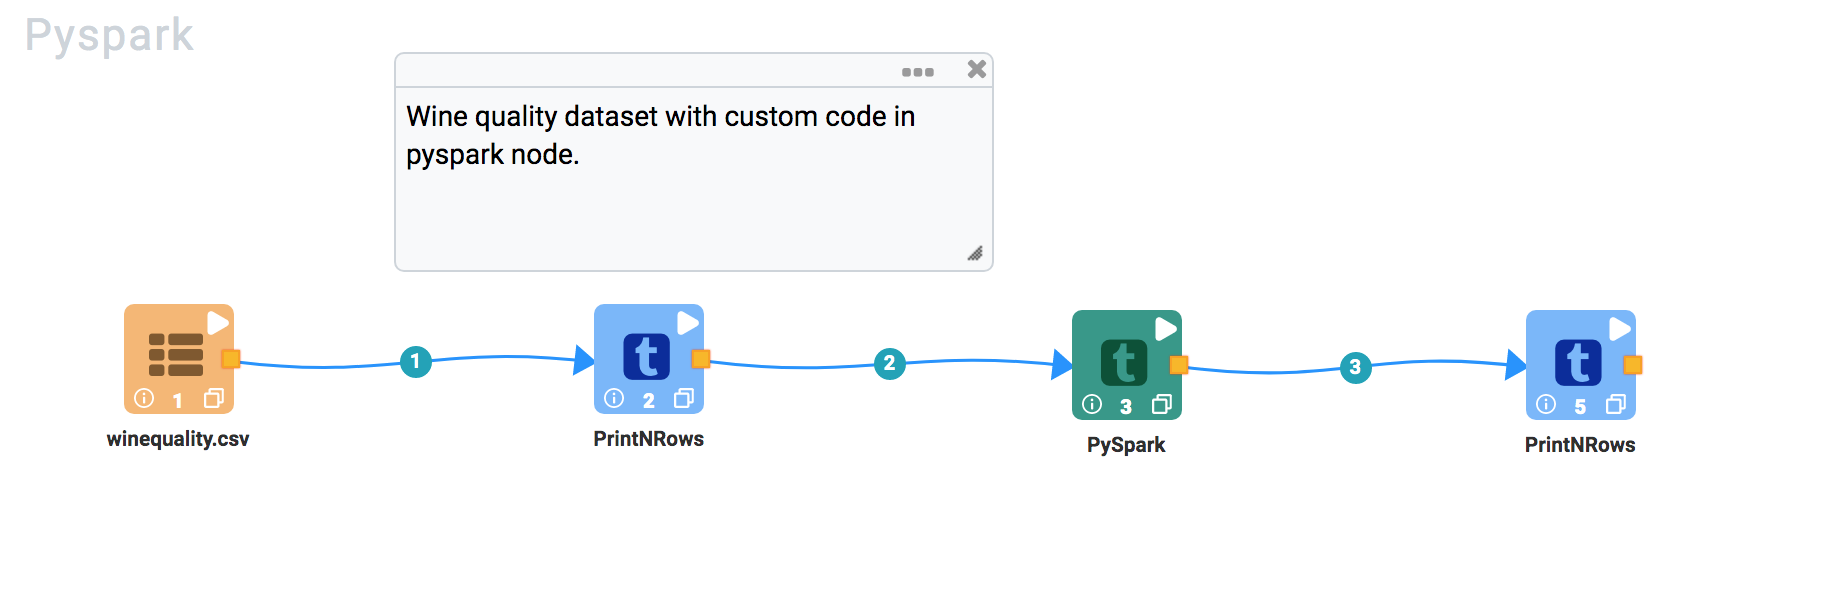 Pyspark
Wine quality dataset with custom code in
pyspark node.
1
2
3
t
t
t
1
2
3
5
winequality.csv
PrintNRows
PySpark
PrintNRows